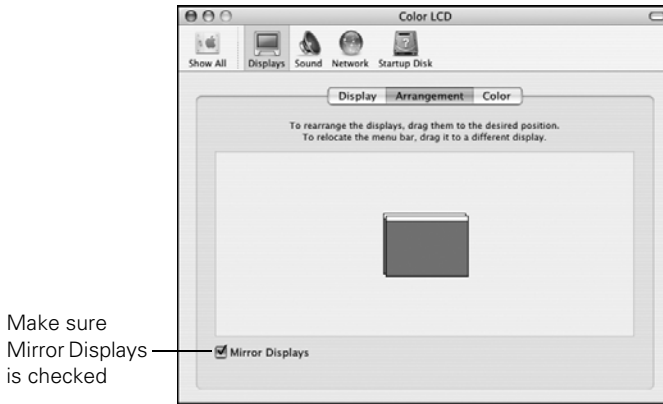 Color LCD
Show All Displays Sound Network Startup Disk
Display Arrangement Color
To rearrange the displays, drag them to the desired position.
To relocate the menu bar, drag it to a different display.
Make sure
Mirror Displays
is checked
Mirror Displays